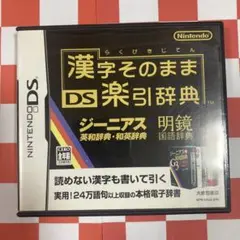 Nintendo
らくびきじてん
漢字そのまま
DS 楽引辞典
TM
ジーニアス
英和辞典・和英辞典
明鏡
国語辞典
読めない漢字も書いて引く
実用!24万語句以上収録の本格電子辞書
NINTENDO DS